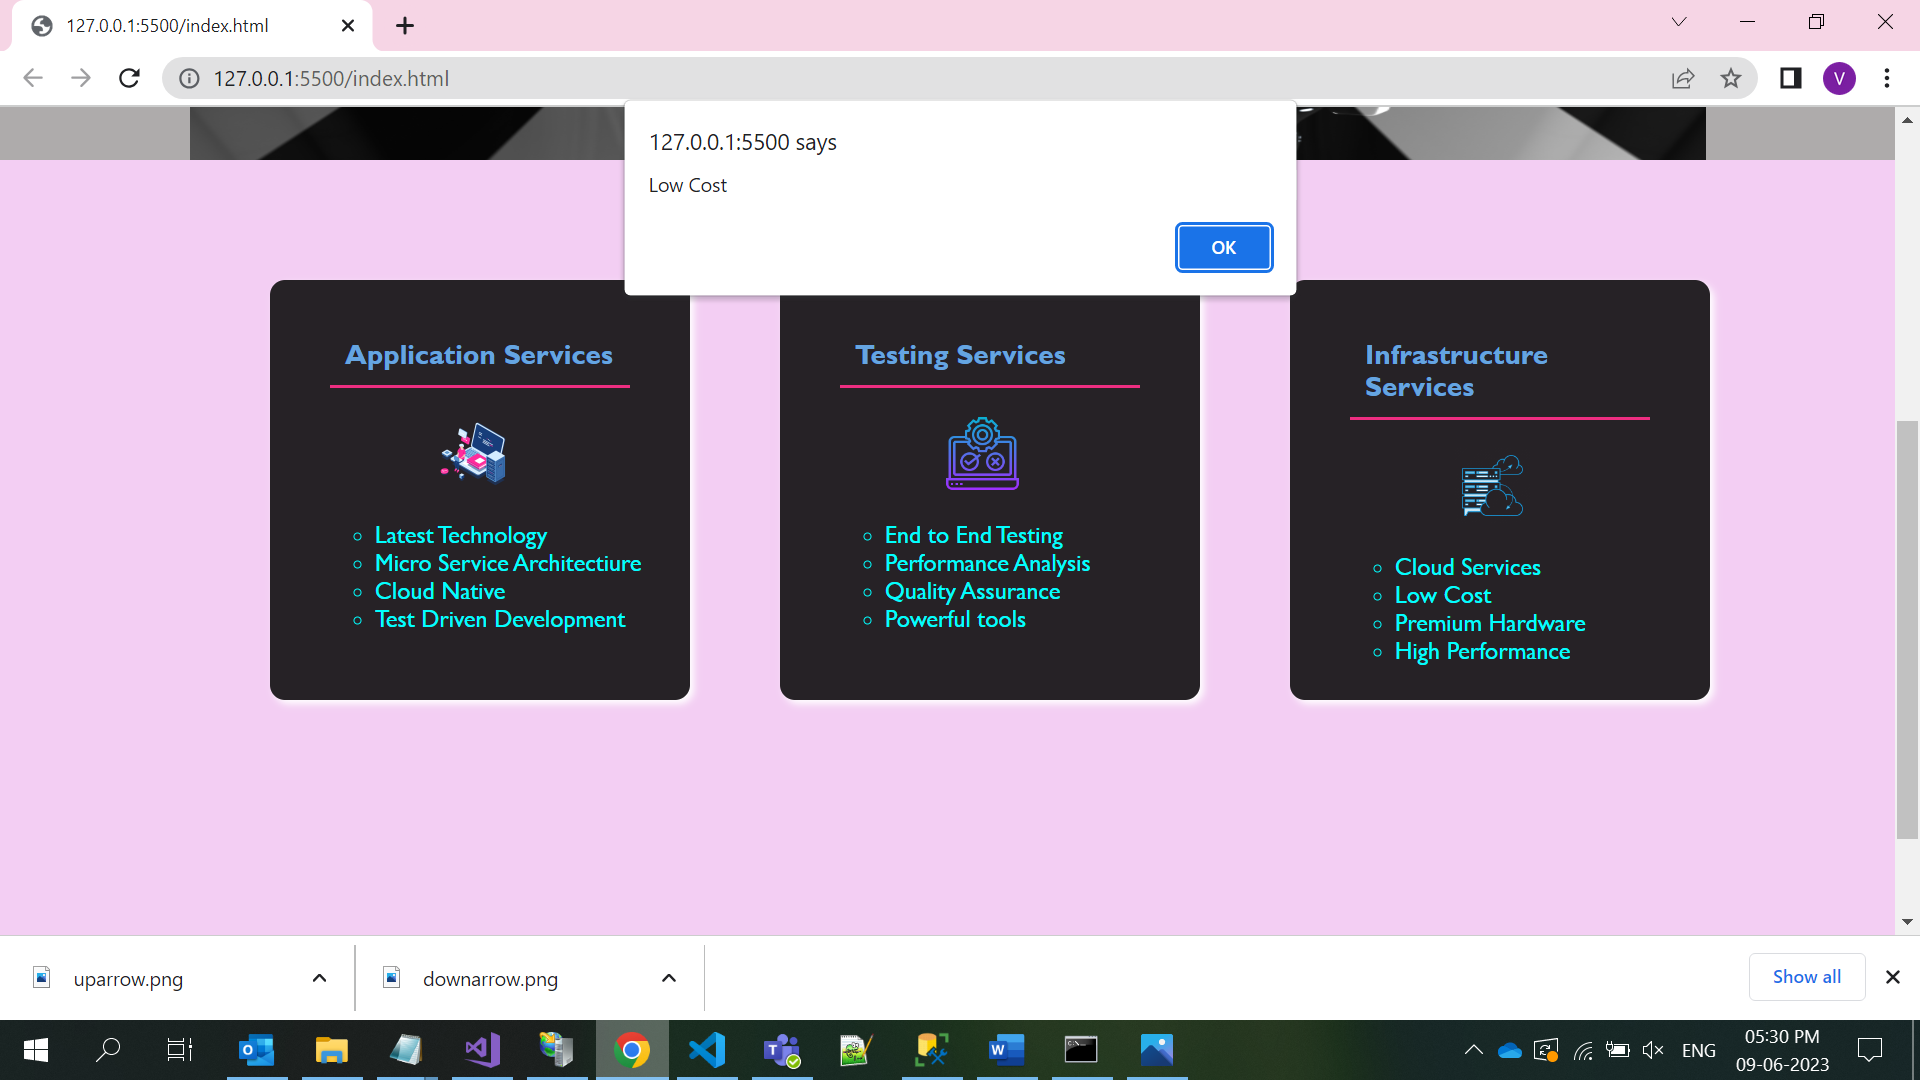 127.0.0.1:5500/index.html
127.0.0.1:5500/index.html
V
127.0.0.1:5500 says
Low Cost
OK
Application Services
Latest Technology
Micro Service Architectiure
Cloud Native
Test Driven Development
Testing Services
End to End Testing
Performance Analysis
Quality Assurance
Powerful tools
Infrastructure
Services
Cloud Services
Low Cost
Premium Hardware
High Performance
uparrow.png
downarrow.png
Show all
ENG
05:30 PM
09-06-2023